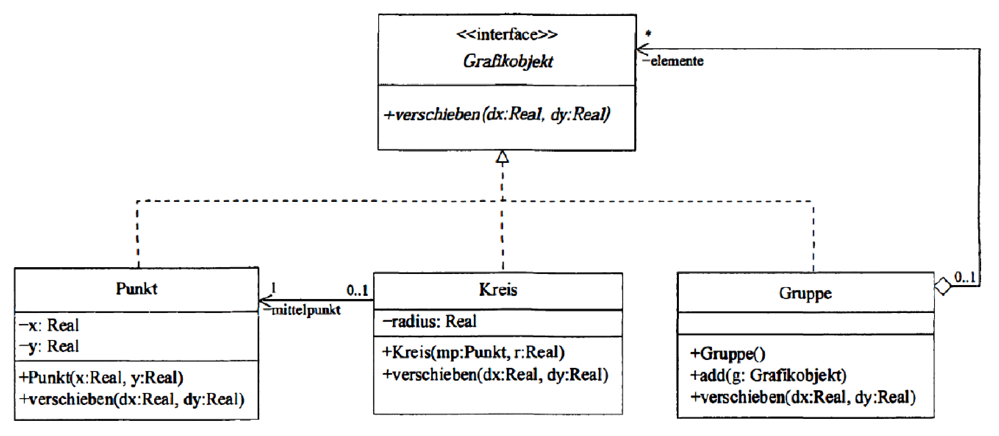 <<interface>>
Grafikobjekt
+verschieben(dx:Real, dy:Real)
*
−elemente
Punkt
−x: Real
−y: Real
+Punkt(x:Real, y:Real)
+verschieben(dx:Real, dy:Real)
1
−mittelpunkt
0..1
Kreis
−radius: Real
+Kreis(mp:Punkt, r:Real)
+verschieben(dx:Real, dy:Real)
Gruppe
0..1
+Gruppe()
+add(g: Grafikobjekt)
+verschieben(dx:Real, dy:Real)